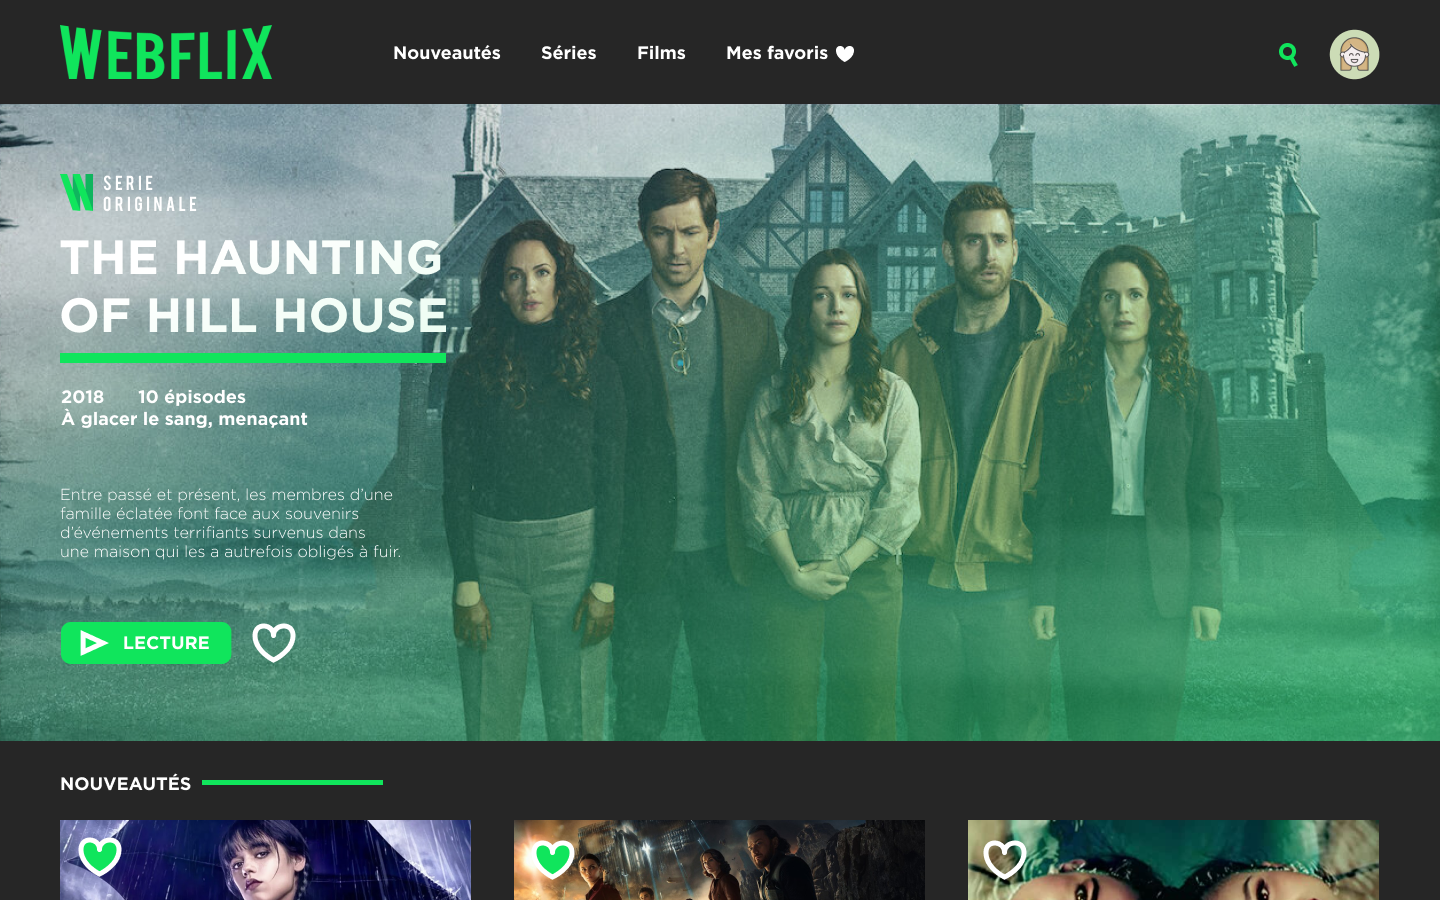 WEBFLIX
Nouveautés
Séries
Films
Mes favoris
SERIE
ORIGINALE
THE HAUNTING
OF HILL HOUSE
2018 10 épisodes
À glacer le sang, menaçant
Entre passé et présent, les membres d'une
famille éclatée font face aux souvenirs
d'événements terrifiants survenus dans
une maison qui les a autrefois obligés à fuir.
LECTURE
NOUVEAUTÉS